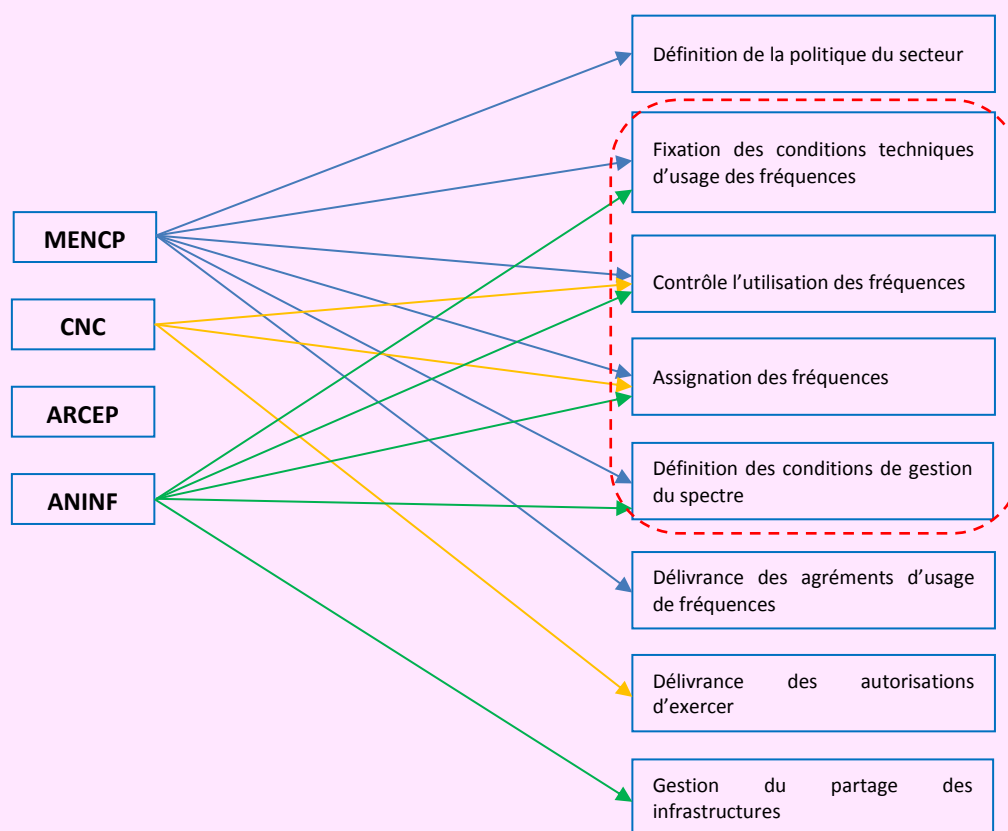 MENCP
CNC
ARCEP
ANINF
Définition de la politique du secteur
Fixation des conditions techniques
d’usage des fréquences
Contrôle l’utilisation des fréquences
Assignation des fréquences
Définition des conditions de gestion
du spectre
Délivrance des agréments d’usage
de fréquences
Délivrance des autorisations
d’exercer
Gestion du partage des
infrastructures